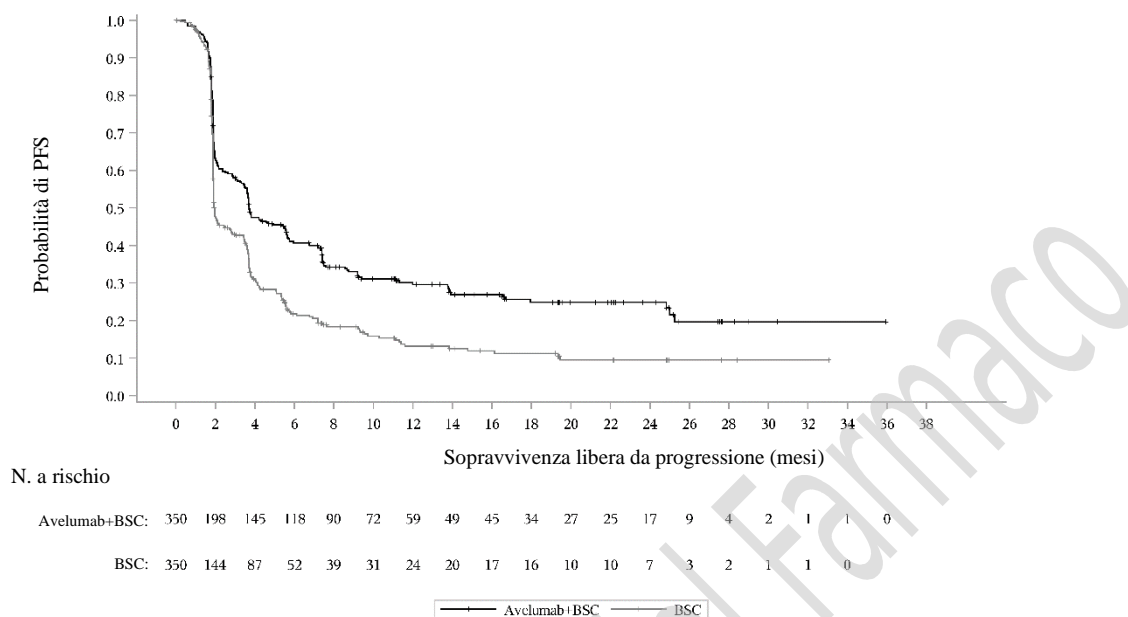 1.0
0.9
0.8
0.7
0.6
0.5
0.4
0.3
0.2
0.1
0.0
Probabilità di PFS
0 2 4 6 8 10 12 14 16 18 20 22 24 26 28 30 32 34 36 38
Sopravvivenza libera da progressione (mesi)
N. a rischio
Avelumab+BSC: 350 198 145 118 90 72 59 49 45 34 27 25 17 9 4 2 1 1 0
BSC: 350 144 87 52 39 31 24 20 17 16 10 10 7 3 2 1 1 0
Avelumab+BSC BSC
el Farmaco